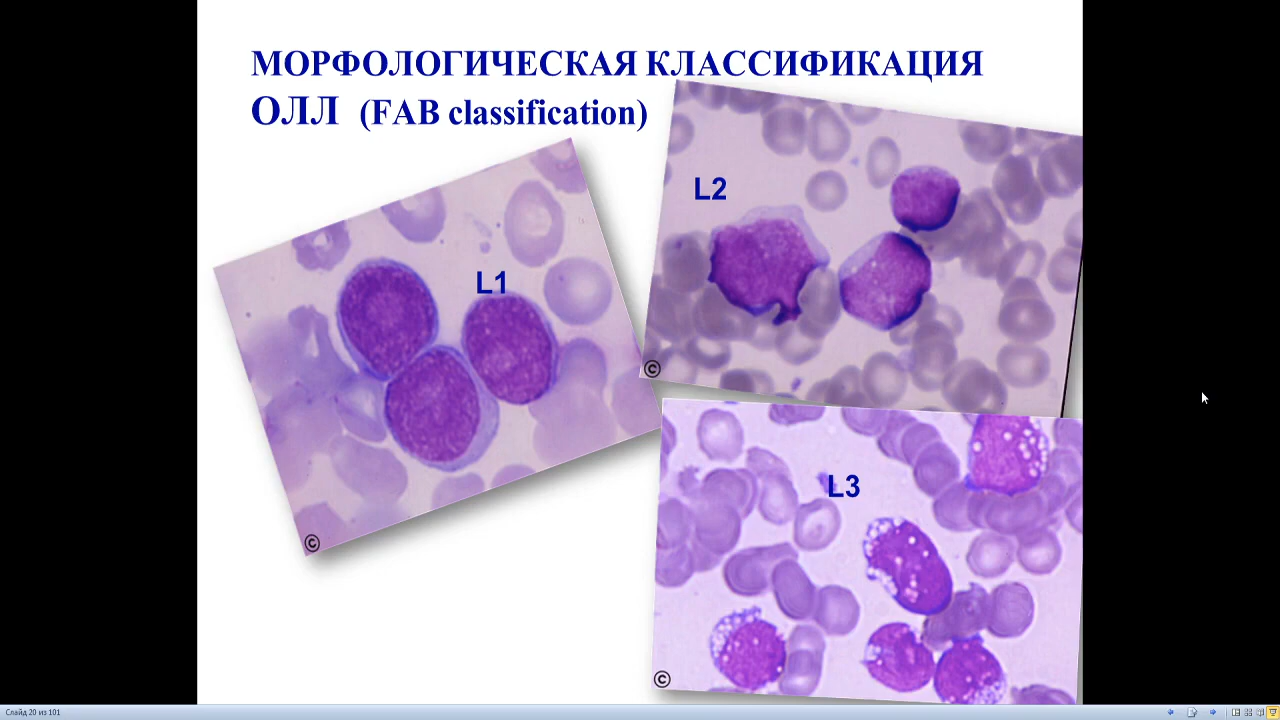 МОРФОЛОГИЧЕСКАЯ КЛАССИФИКАЦИЯ
ОЛЛ (FAB classification)
L1
L2
L3
©
©
©
Слайд 20 из 101